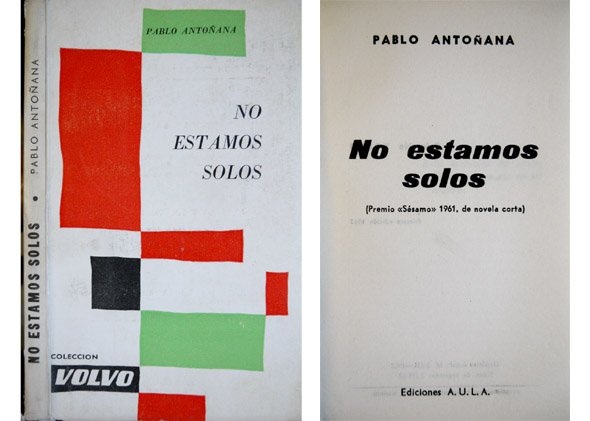 PABLO ANTOÑANA
NO
ESTAMOS
SOLOS
COLECCION
VOLVO
NO ESTAMOS SOLOS • PABLO ANTOÑANA
PABLO ANTOÑANA
No estamos
solos
(Premio «Sésamo» 1961, de novela corta)
Ediciones A.U.L.A.